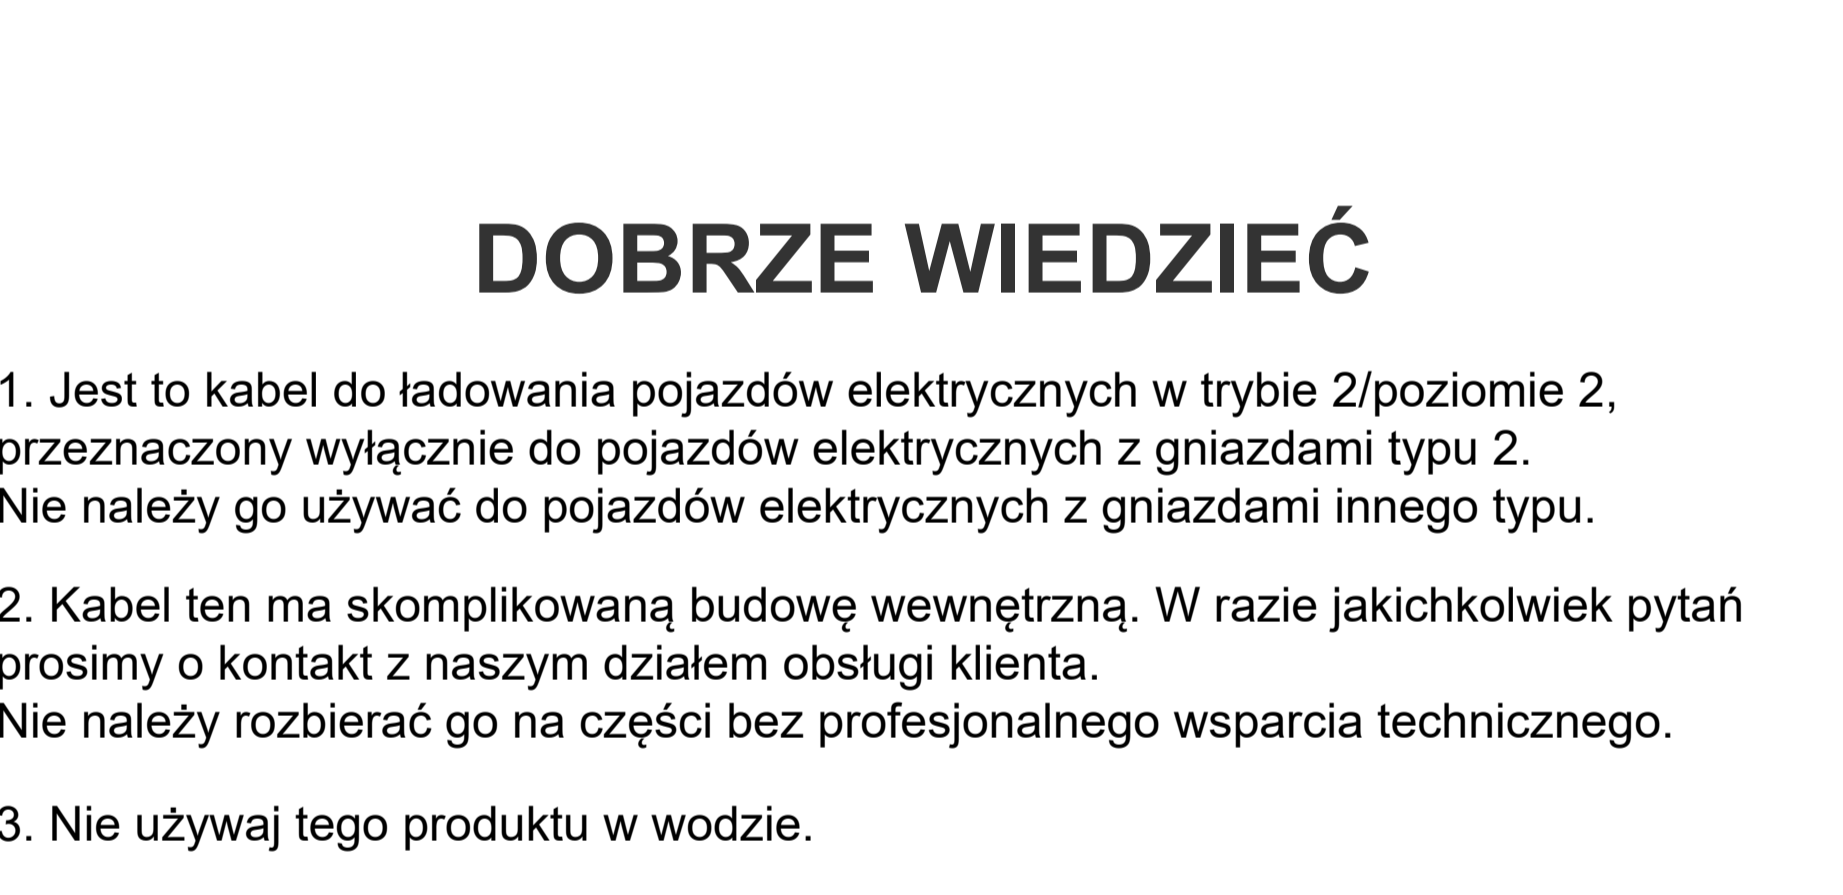 DOBRZE WIEDZIEĆ
1. Jest to kabel do ładowania pojazdów elektrycznych w trybie 2/poziomie 2,
przeznaczony wyłącznie do pojazdów elektrycznych z gniazdami typu 2.
Nie należy go używać do pojazdów elektrycznych z gniazdami innego typu.
2. Kabel ten ma skomplikowaną budowę wewnętrzną. W razie jakichkolwiek pytań
prosimy o kontakt z naszym działem obsługi klienta.
Nie należy rozbierać go na części bez profesjonalnego wsparcia technicznego.
3. Nie używaj tego produktu w wodzie.